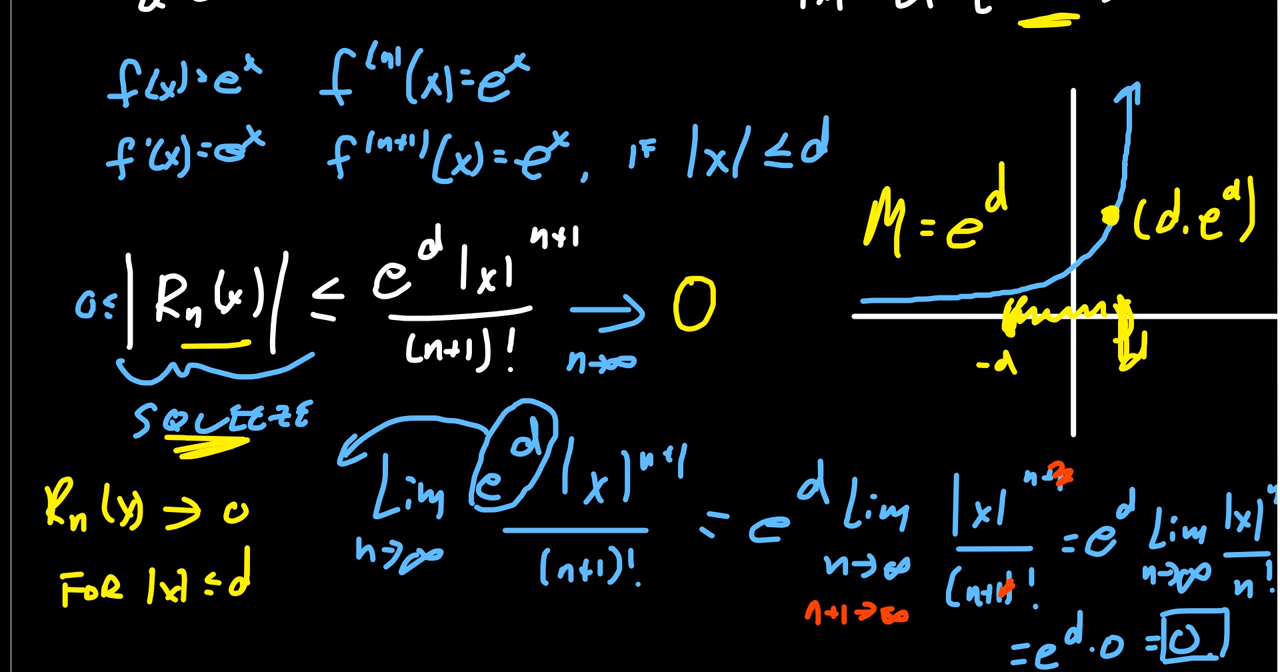 f(x)=e^x    f^(n)(x)=e^x
f'(x)=e^x    f^(n+1)(x)=e^x, IF |x| ≤ d
M = e^d    (d, e^d)
0 ≤ |R_n(x)| ≤ e^d |x|^(n+1) / (n+1)! → 0
n→∞
-d    d
SQUEEZE
R_n(x) → 0
FOR |x| ≤ d
Lim n→∞ e^d |x|^(n+1) / (n+1)! = e^d Lim n→∞ |x|^(n+1) / (n+1)! = e^d Lim n→∞ |x|^n / n!
n+1→∞
= e^d · 0 = 0